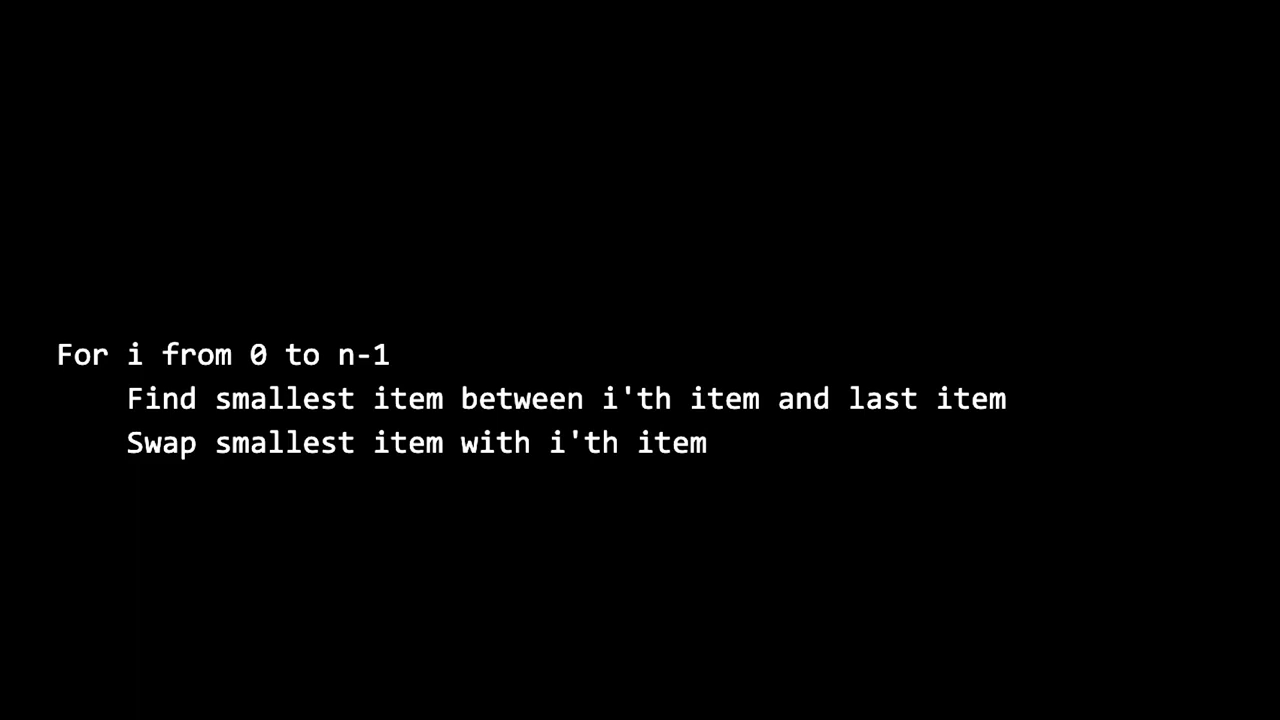 For i from 0 to n-1
Find smallest item between i'th item and last item
Swap smallest item with i'th item